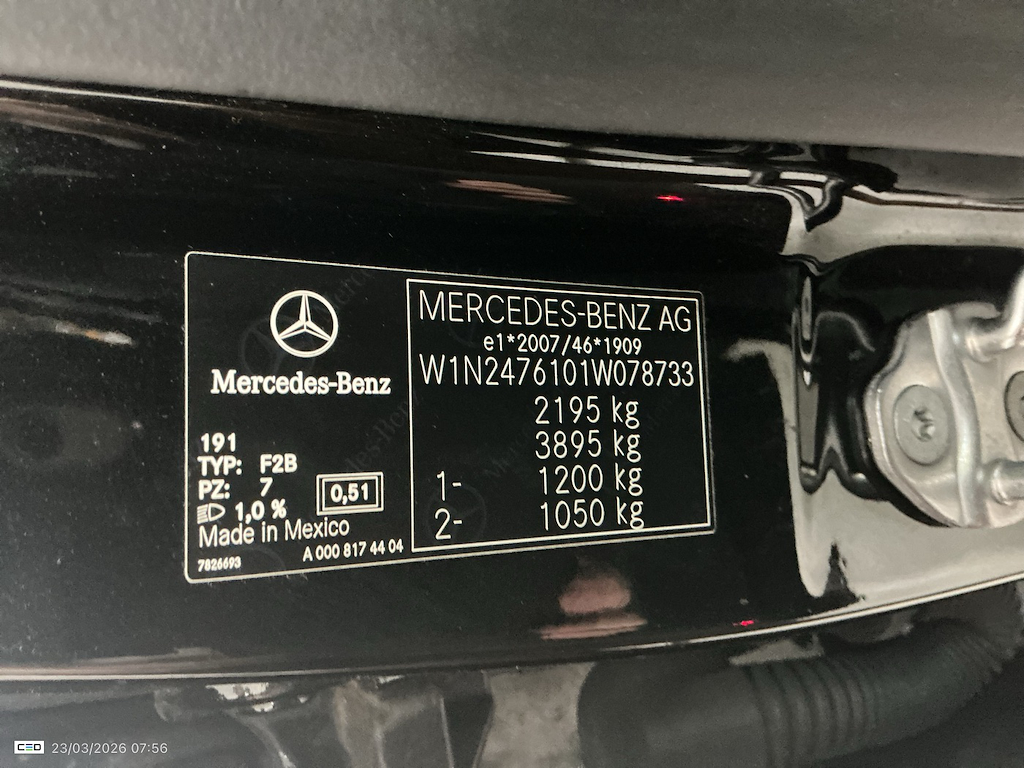 Mercedes-Benz
191
TYP: F2B
PZ: 7
1,0 %
0,51
Made in Mexico
7826693
A 000 817 44 04
MERCEDES-BENZ AG
e1*2007/46*1909
W1N2476101W078733
2195 kg
3895 kg
1- 1200 kg
2- 1050 kg
CEO 23/03/2026 07:56